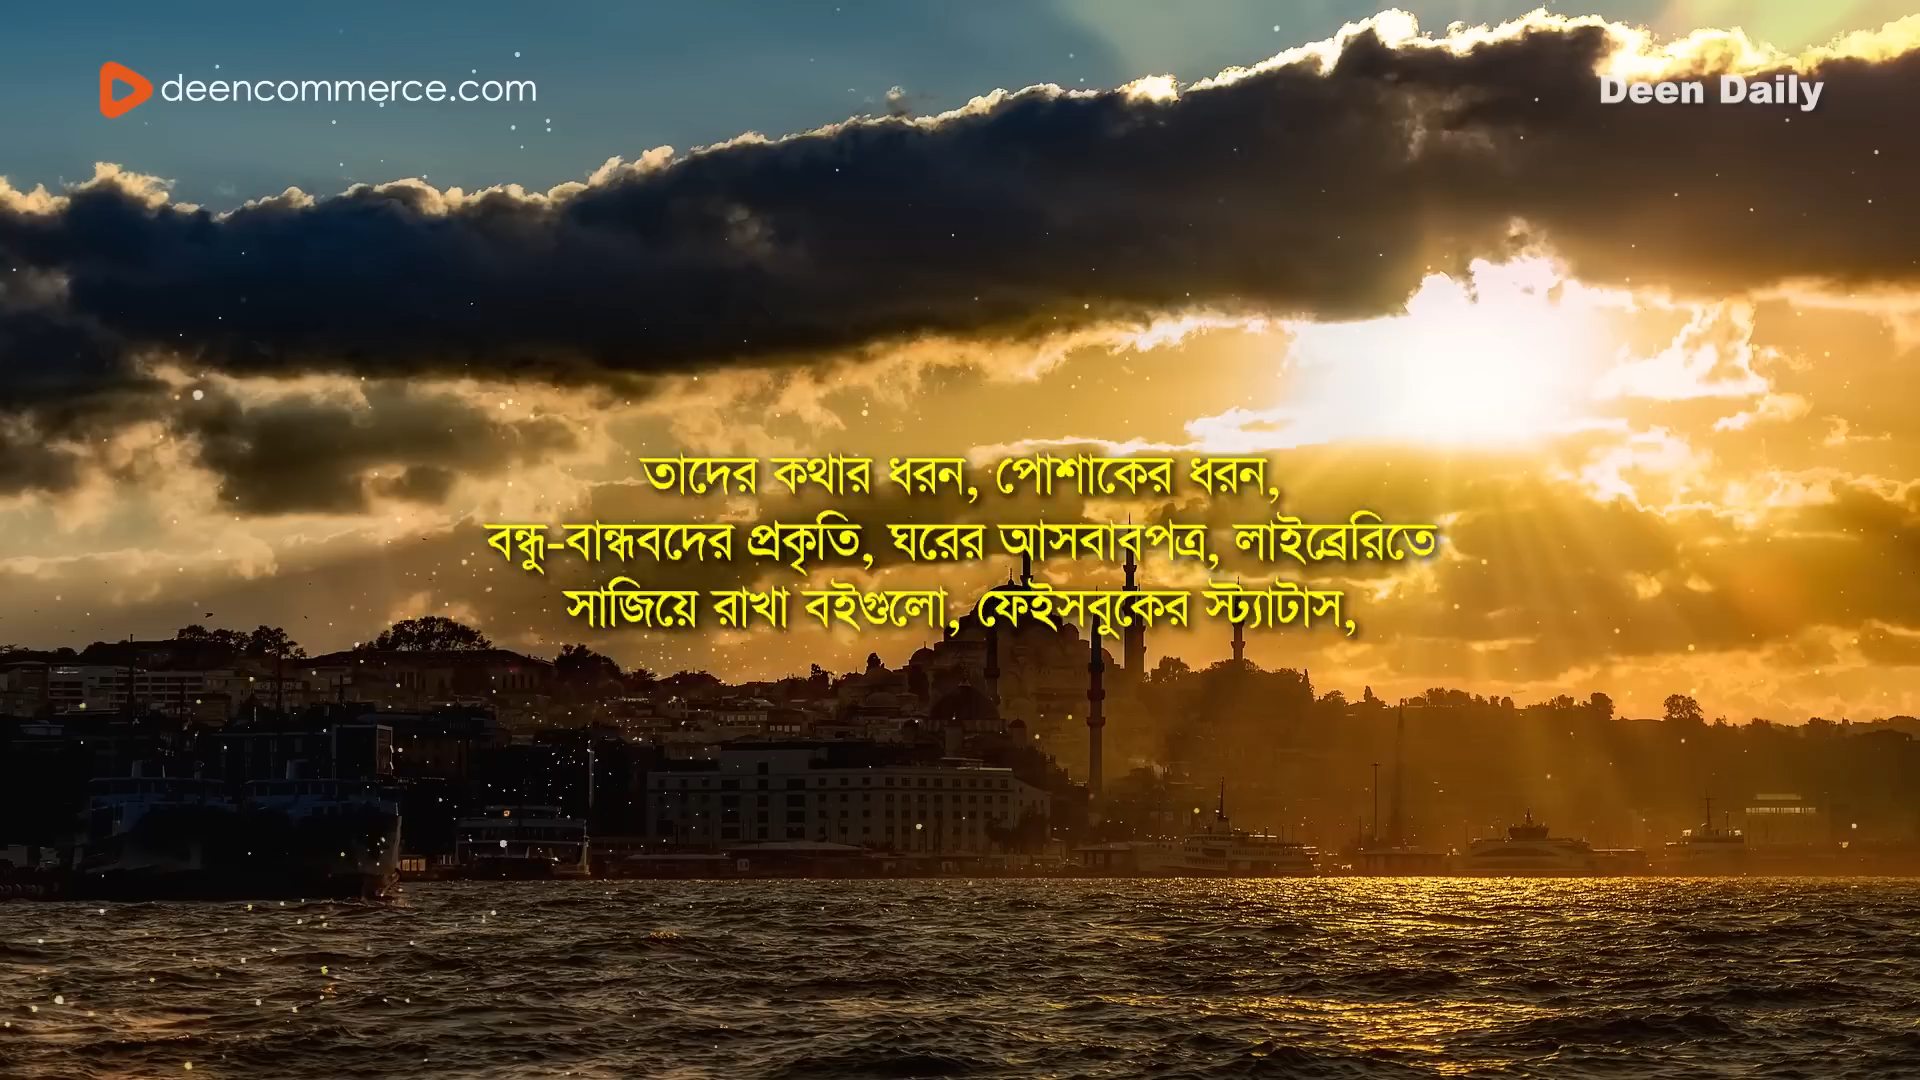 deencommerce.com
Deen Daily
তাদের কথার ধরন, পোশাকের ধরন,
বন্ধু-বান্ধবদের প্রকৃতি, ঘরের আসবাবপত্র, লাইব্রেরিতে
সাজিয়ে রাখা বইগুলো, ফেইসবুকের স্ট্যাটাস,